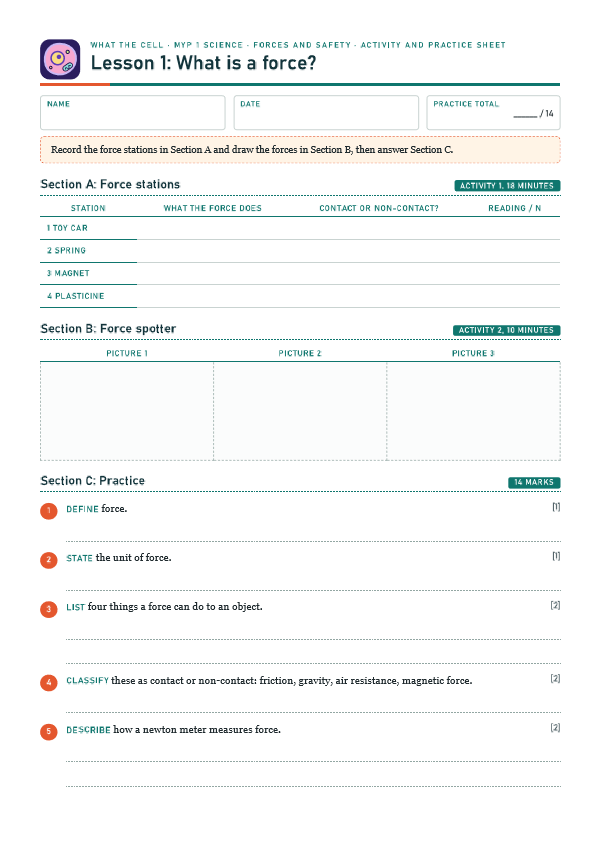 WHAT THE CELL · MYP 1 SCIENCE · FORCES AND SAFETY · ACTIVITY AND PRACTICE SHEET
Lesson 1: What is a force?
NAME
DATE
PRACTICE TOTAL
_____ / 14
Record the force stations in Section A and draw the forces in Section B, then answer Section C.
Section A: Force stations
ACTIVITY 1, 18 MINUTES
STATION WHAT THE FORCE DOES CONTACT OR NON-CONTACT? READING / N
1 TOY CAR
2 SPRING
3 MAGNET
4 PLASTICINE
Section B: Force spotter
ACTIVITY 2, 10 MINUTES
PICTURE 1 PICTURE 2 PICTURE 3
Section C: Practice
14 MARKS
1 DEFINE force. [1]
2 STATE the unit of force. [1]
3 LIST four things a force can do to an object. [2]
4 CLASSIFY these as contact or non-contact: friction, gravity, air resistance, magnetic force. [2]
5 DESCRIBE how a newton meter measures force. [2]